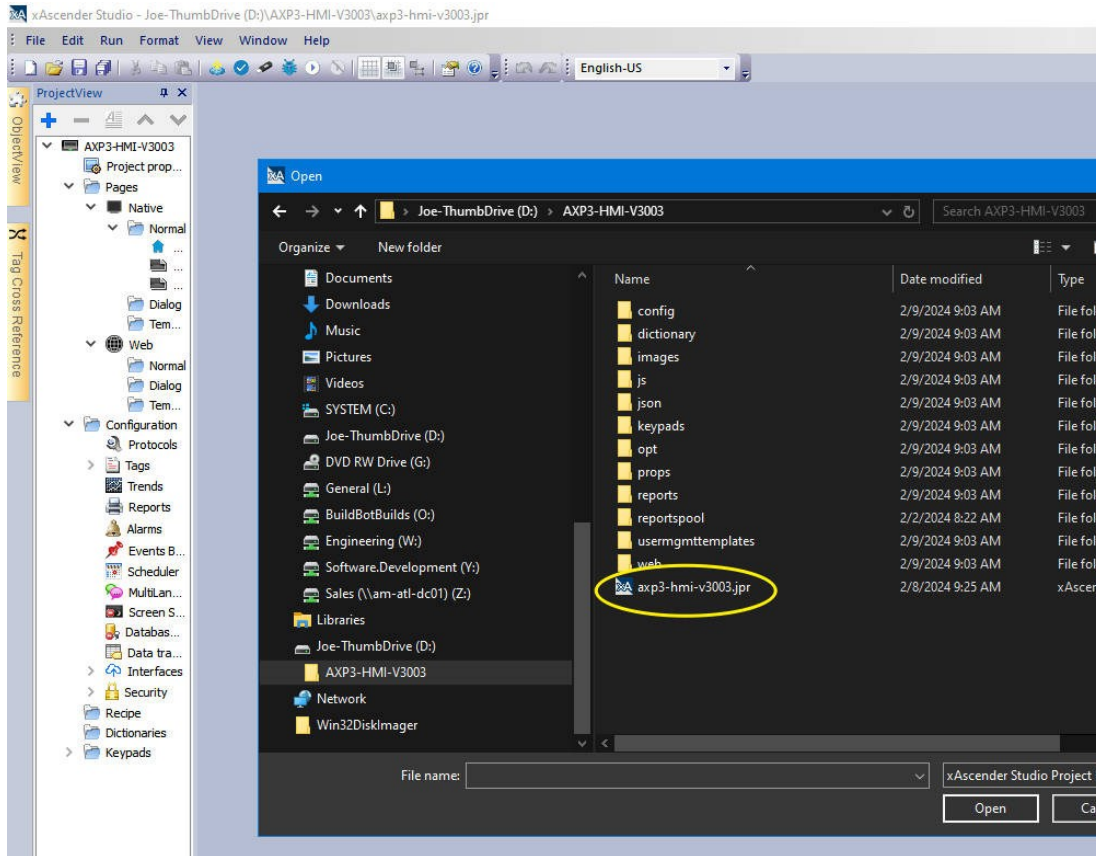 xAscender Studio - Joe-ThumbDrive (D:)\AXP3-HMI-V3003\axp3-hmi-v3003.jpr
File Edit Run Format View Window Help
English-US
ProjectView
ObjectView
Tag Cross Reference
AXP3-HMI-V3003
Project prop...
Pages
Native
Normal
...
...
...
Dialog
Tem...
Web
Normal
Dialog
Tem...
Configuration
Protocols
Tags
Trends
Reports
Alarms
Events B...
Scheduler
MultiLan...
Screen S...
Databas...
Data tra...
Interfaces
Security
Recipe
Dictionaries
Keypads
xA Open
Joe-ThumbDrive (D:) > AXP3-HMI-V3003
Search AXP3-HMI-V3003
Organize New folder
Documents
Downloads
Music
Pictures
Videos
SYSTEM (C:)
Joe-ThumbDrive (D:)
DVD RW Drive (G:)
General (L:)
BuildBotBuilds (O:)
Engineering (W:)
Software.Development (Y:)
Sales (\\am-atl-dc01) (Z:)
Libraries
Joe-ThumbDrive (D:)
AXP3-HMI-V3003
Network
Win32DiskImager
Name Date modified Type
config 2/9/2024 9:03 AM File fol
dictionary 2/9/2024 9:03 AM File fol
images 2/9/2024 9:03 AM File fol
js 2/9/2024 9:03 AM File fol
json 2/9/2024 9:03 AM File fol
keypads 2/9/2024 9:03 AM File fol
opt 2/9/2024 9:03 AM File fol
props 2/9/2024 9:03 AM File fol
reports 2/9/2024 9:03 AM File fol
reportspool 2/2/2024 8:22 AM File fol
usermgmttemplates 2/9/2024 9:03 AM File fol
web 2/9/2024 9:03 AM File fol
axp3-hmi-v3003.jpr 2/8/2024 9:25 AM xAscen
File name:
xAscender Studio Project
Open Ca